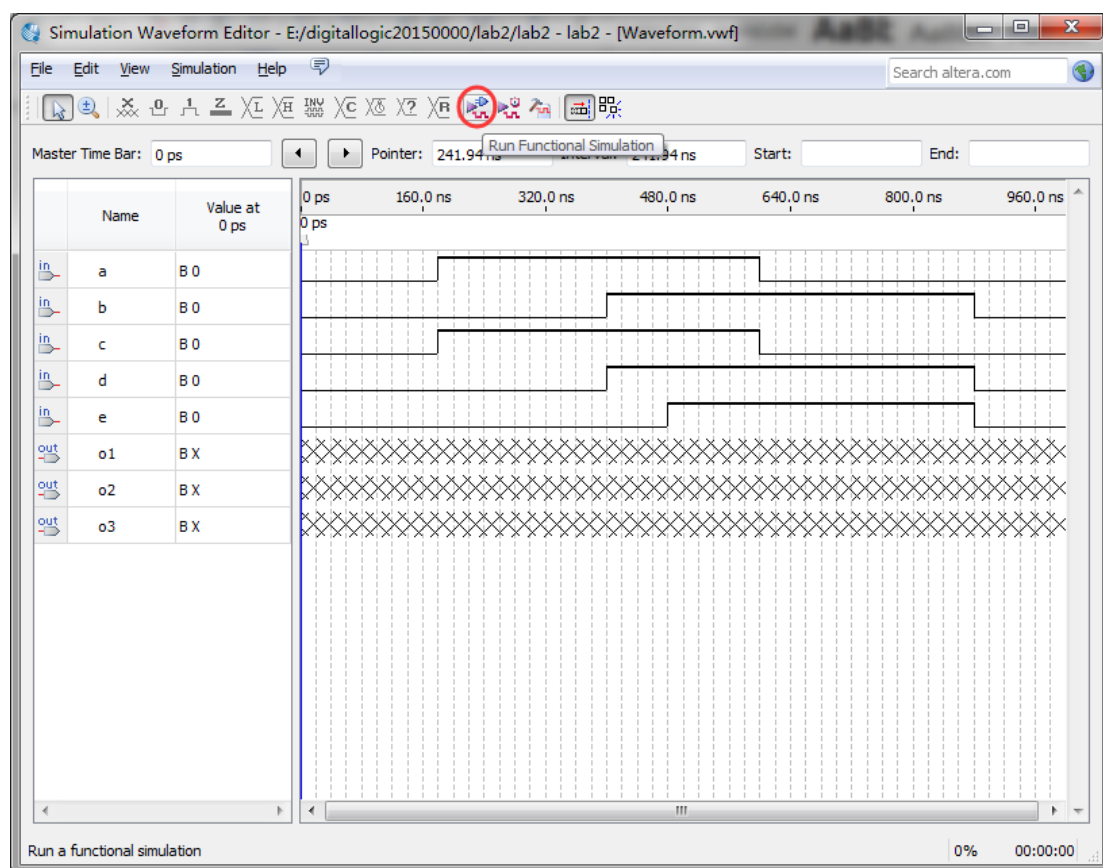 Simulation Waveform Editor - E:/digitallogic20150000/lab2/lab2 - lab2 - [Waveform.vwf]
File Edit View Simulation Help
Search altera.com
Master Time Bar: 0 ps Pointer: 241.94 ns Interval: 241.94 ns Start: End:
Run Functional Simulation
Name Value at 0 ps
0 ps 160.0 ns 320.0 ns 480.0 ns 640.0 ns 800.0 ns 960.0 ns
0 ps
in a B 0
in b B 0
in c B 0
in d B 0
in e B 0
out o1 B X
out o2 B X
out o3 B X
Run a functional simulation 0% 00:00:00